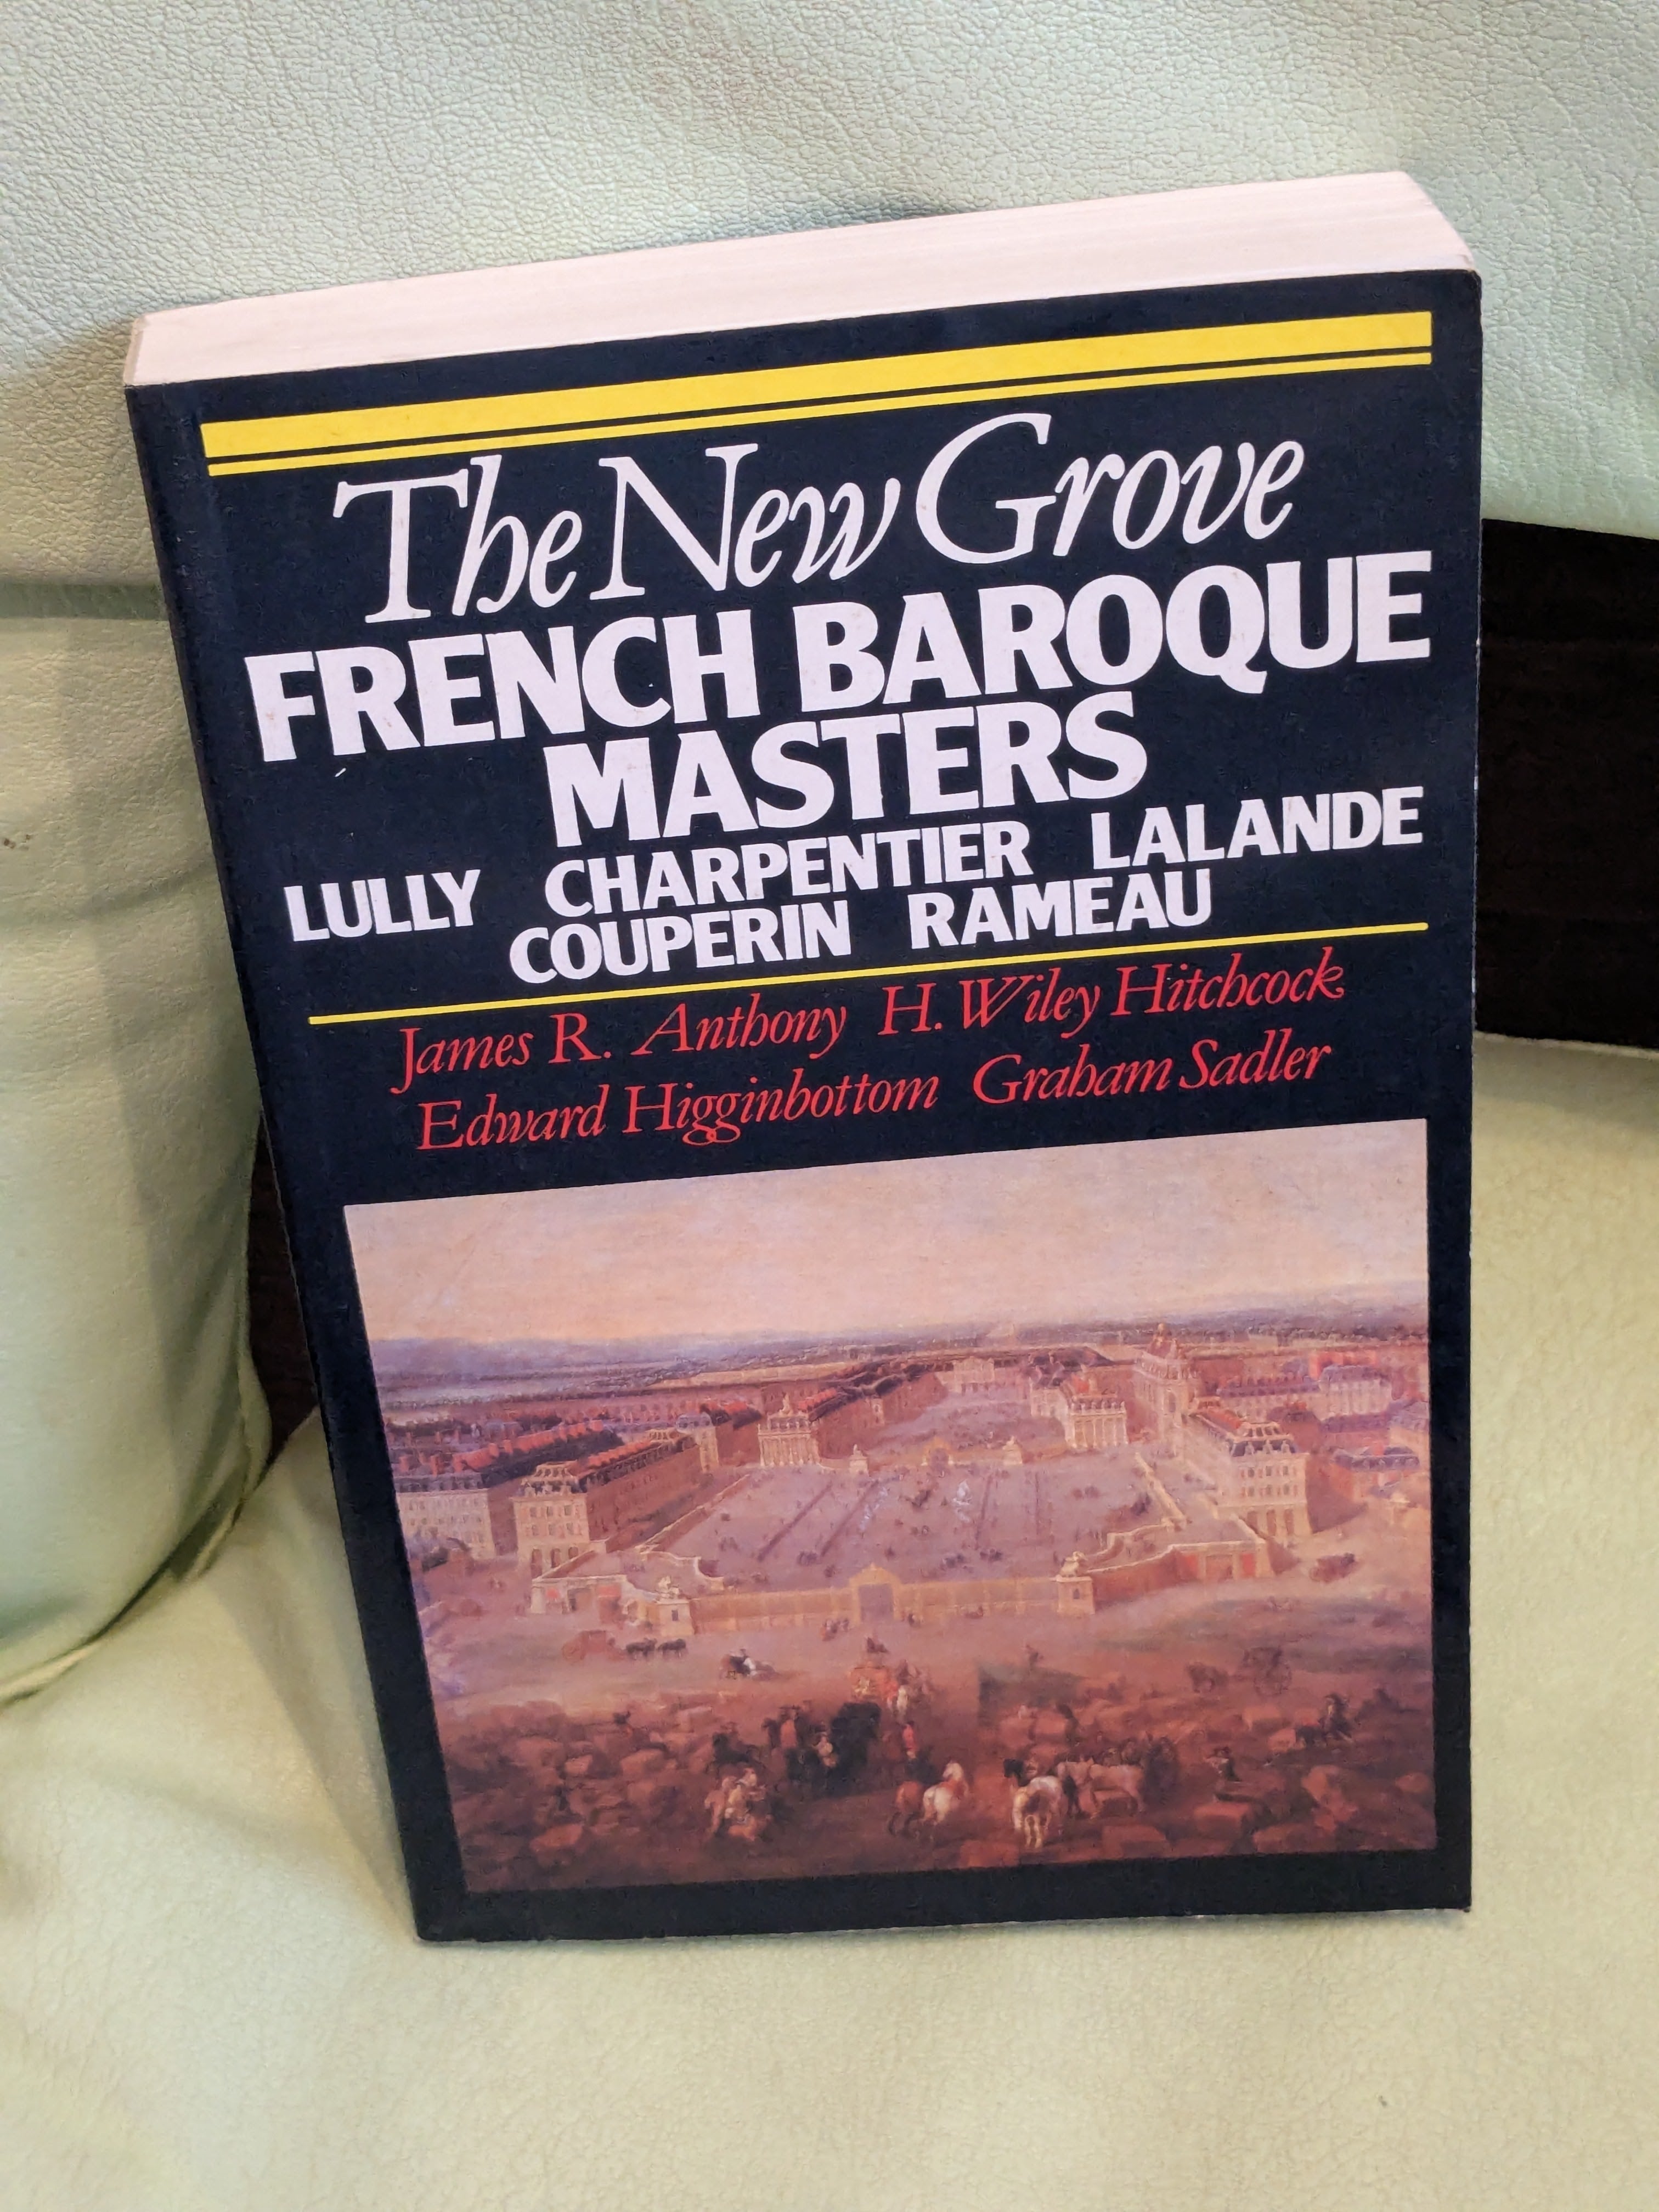 The New Grove
FRENCH BAROQUE
MASTERS
LULLY CHARPENTIER LALANDE
COUPERIN RAMEAU
James R. Anthony H. Wiley Hitchcock
Edward Higginbottom Graham Sadler